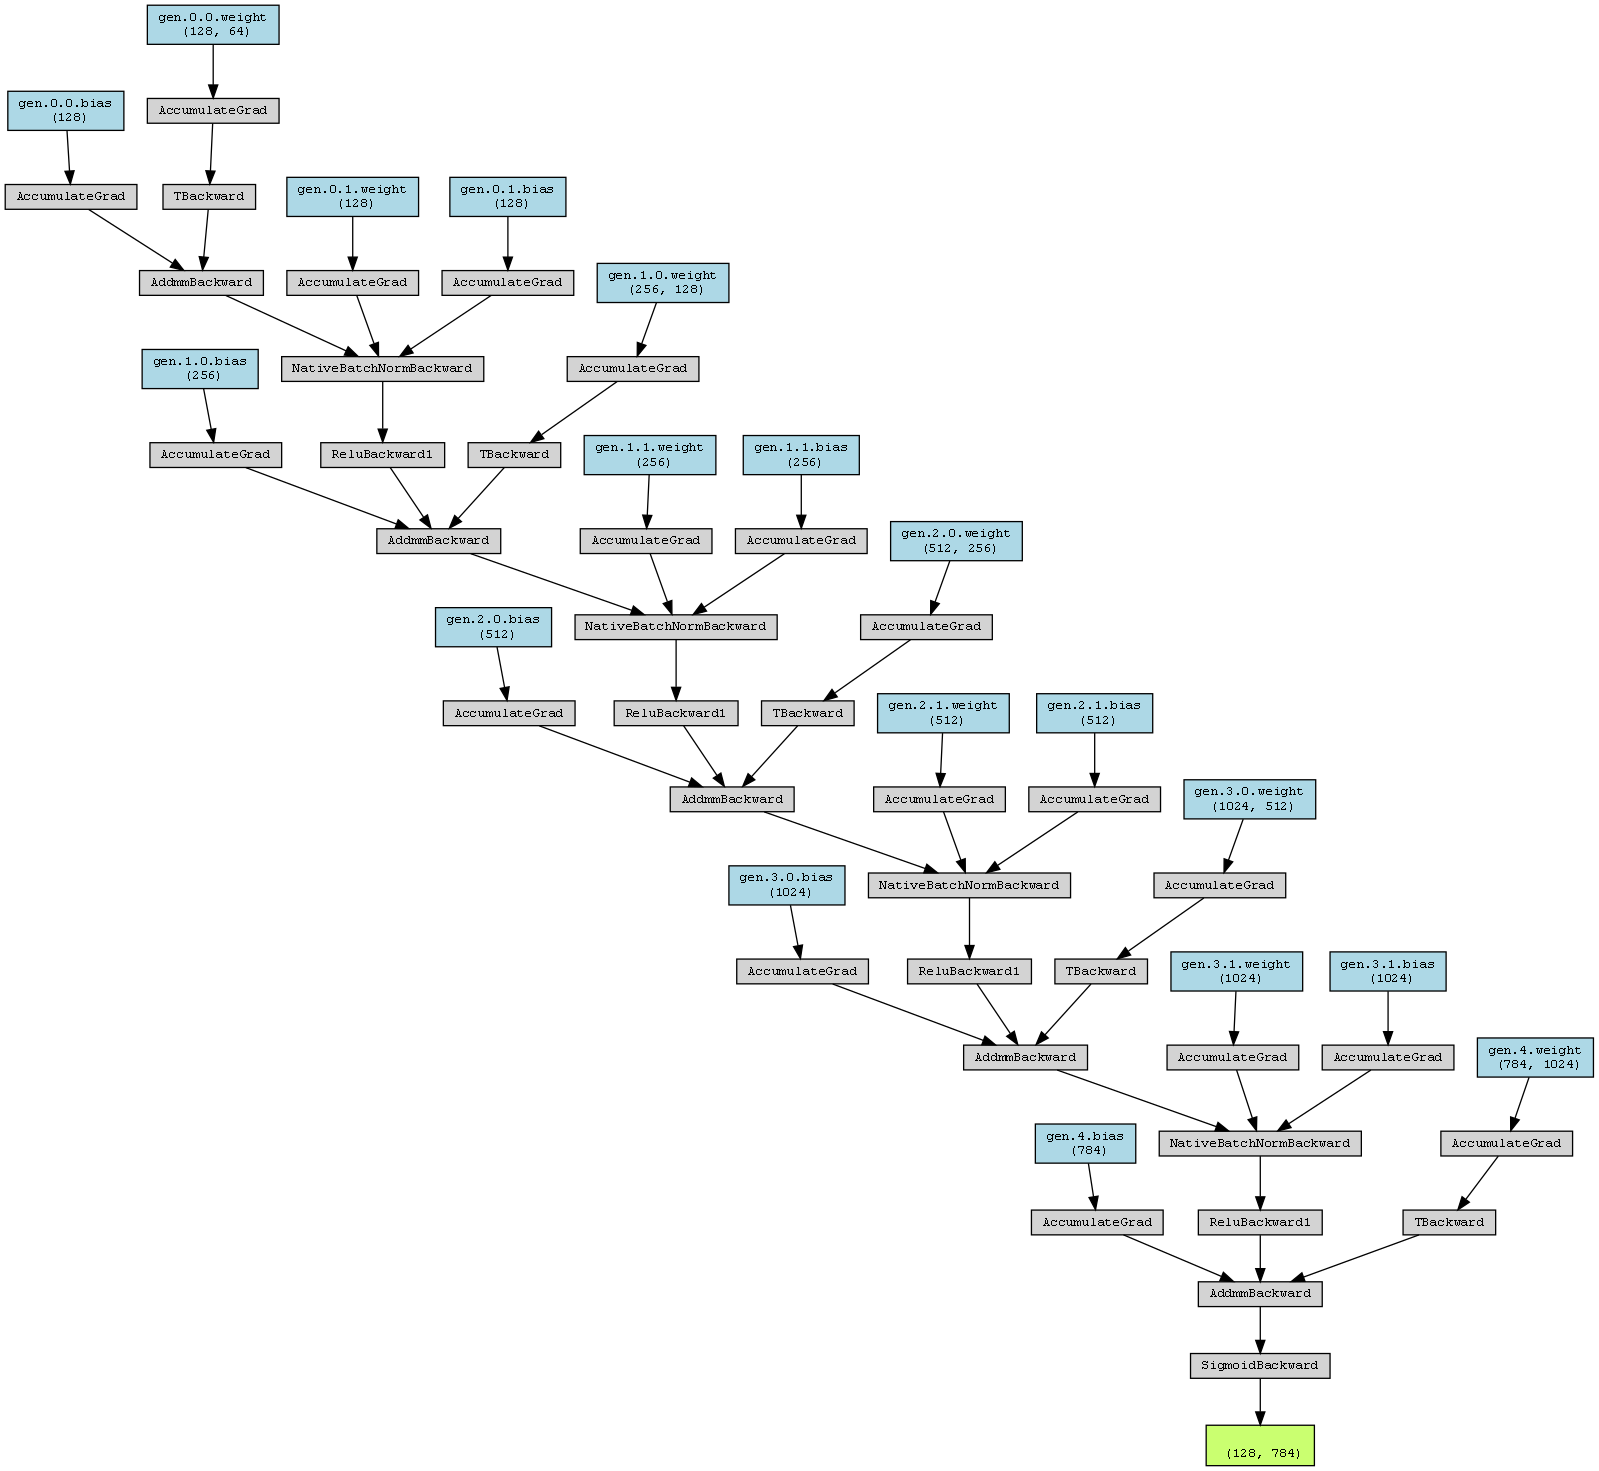 gen.0.0.weight
(128, 64)
gen.0.0.bias
(128)
AccumulateGrad
AccumulateGrad
TBackward
gen.0.1.weight
(128)
gen.0.1.bias
(128)
AddmmBackward
AccumulateGrad
AccumulateGrad
gen.1.0.weight
(256, 128)
gen.1.0.bias
(256)
NativeBatchNormBackward
AccumulateGrad
AccumulateGrad
ReluBackward1
TBackward
gen.1.1.weight
(256)
gen.1.1.bias
(256)
AddmmBackward
AccumulateGrad
AccumulateGrad
gen.2.0.weight
(512, 256)
gen.2.0.bias
(512)
NativeBatchNormBackward
AccumulateGrad
AccumulateGrad
ReluBackward1
TBackward
gen.2.1.weight
(512)
gen.2.1.bias
(512)
AddmmBackward
AccumulateGrad
AccumulateGrad
gen.3.0.weight
(1024, 512)
gen.3.0.bias
(1024)
NativeBatchNormBackward
AccumulateGrad
AccumulateGrad
ReluBackward1
TBackward
gen.3.1.weight
(1024)
gen.3.1.bias
(1024)
AddmmBackward
AccumulateGrad
AccumulateGrad
gen.4.weight
(784, 1024)
gen.4.bias
(784)
NativeBatchNormBackward
AccumulateGrad
AccumulateGrad
ReluBackward1
TBackward
AddmmBackward
SigmoidBackward
(128, 784)